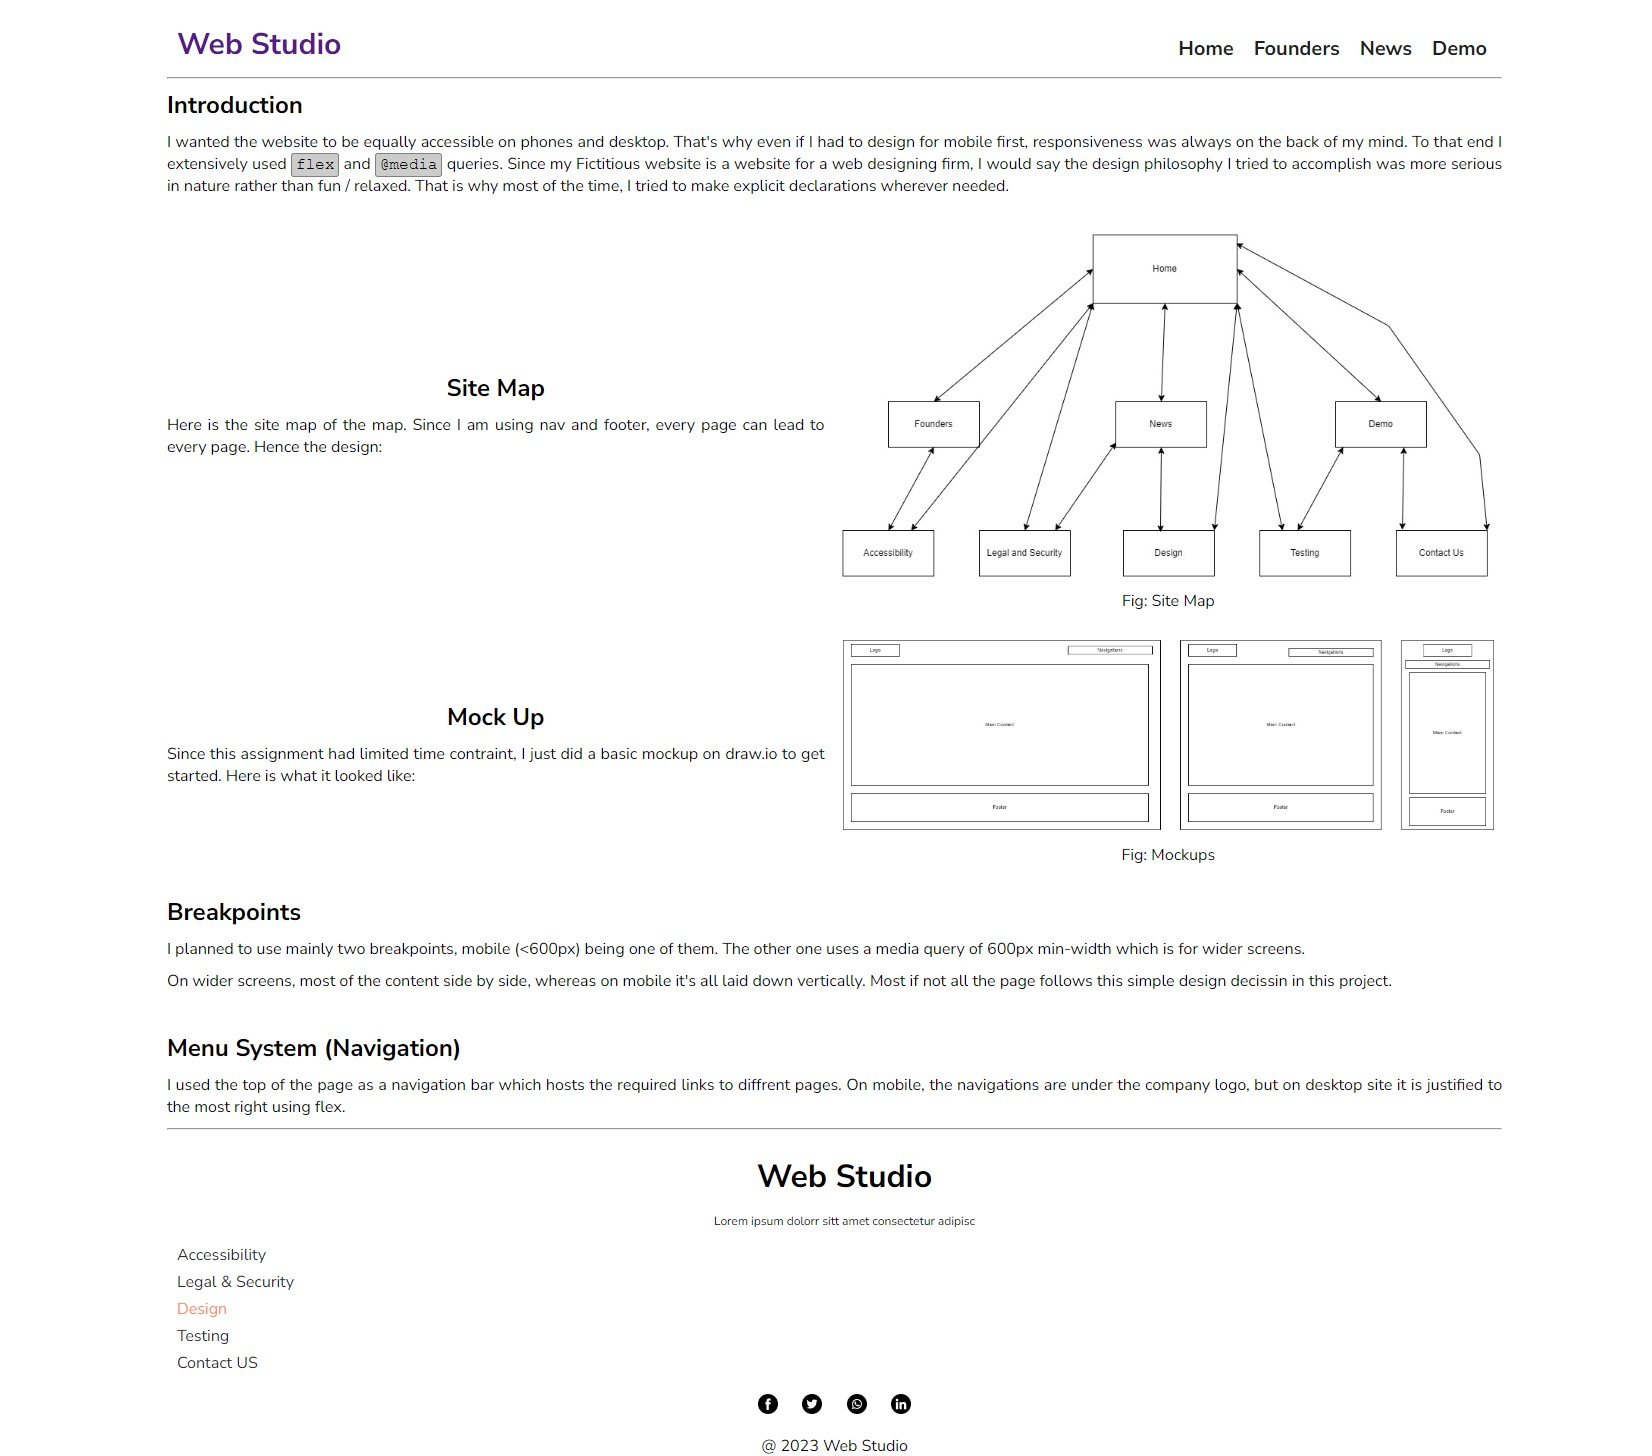 Web Studio
Home Founders News Demo
Introduction
I wanted the website to be equally accessible on phones and desktop. That's why even if I had to design for mobile first, responsiveness was always on the back of my mind. To that end I
extensively used flex and @media queries. Since my Fictitious website is a website for a web designing firm, I would say the design philosophy I tried to accomplish was more serious
in nature rather than fun / relaxed. That is why most of the time, I tried to make explicit declarations wherever needed.
Site Map
Here is the site map of the map. Since I am using nav and footer, every page can lead to
every page. Hence the design:
Home
Founders
News
Demo
Accessibility
Legal and Security
Design
Testing
Contact Us
Fig: Site Map
Mock Up
Since this assignment had limited time contraint, I just did a basic mockup on draw.io to get
started. Here is what it looked like:
Logo
Navigations
Main Content
Footer
Logo
Navigations
Main Content
Footer
Logo
Navigations
Main Content
Footer
Fig: Mockups
Breakpoints
I planned to use mainly two breakpoints, mobile (<600px) being one of them. The other one uses a media query of 600px min-width which is for wider screens.
On wider screens, most of the content side by side, whereas on mobile it's all laid down vertically. Most if not all the page follows this simple design decissin in this project.
Menu System (Navigation)
I used the top of the page as a navigation bar which hosts the required links to diffrent pages. On mobile, the navigations are under the company logo, but on desktop site it is justified to
the most right using flex.
Web Studio
Lorem ipsum dolorr sitt amet consectetur adipisc
Accessibility
Legal & Security
Design
Testing
Contact US
@ 2023 Web Studio